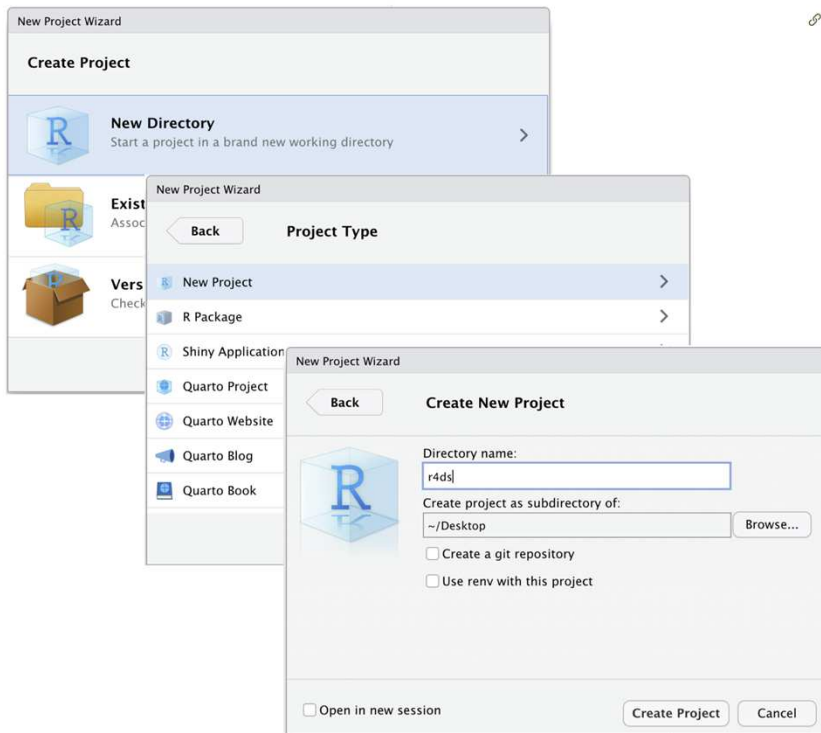 New Project Wizard
Create Project
New Directory
Start a project in a brand new working directory
Exist
Assoc
Vers
Check
New Project Wizard
Back
Project Type
New Project
R Package
Shiny Application
Quarto Project
Quarto Website
Quarto Blog
Quarto Book
New Project Wizard
Back
Create New Project
R
Directory name:
r4ds
Create project as subdirectory of:
~/Desktop
Browse...
Create a git repository
Use renv with this project
Open in new session
Create Project
Cancel